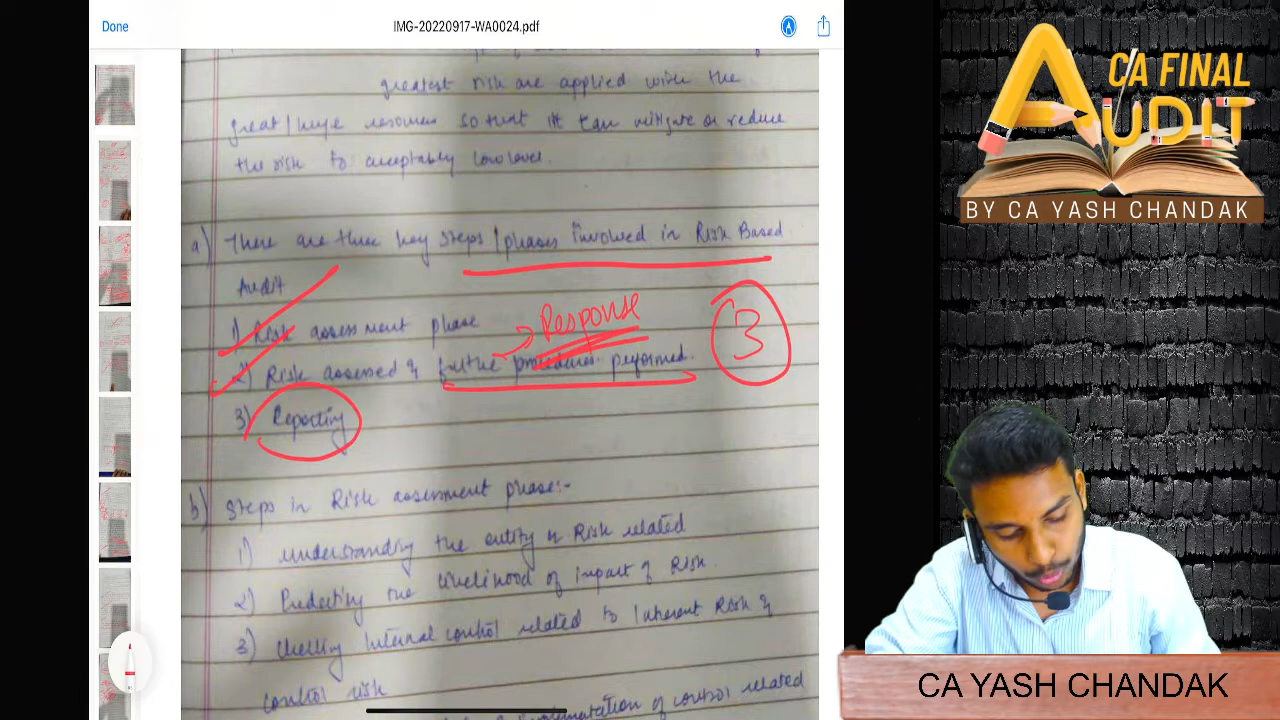 Done
IMG-20220917-WA0024.pdf
greatest risk are applied with the
great/huge resources so that it can mitigate or reduce
the risk to acceptably low level
a) There are three key steps/phases involved in Risk Based
Audit
1) Risk assessment phase
Response
2) Risk assessed & further procedures performed.
3
3) Reporting
b) Steps in Risk assessment phase:-
1) understanding the entity & Risk related
2) Predicting the likelihood of impact of Risk.
3) checking Internal control related to Inherent Risk &
control risk
implementation of control related
CA FINAL
AUDIT
BY CA YASH CHANDAK
CA YASH CHANDAK